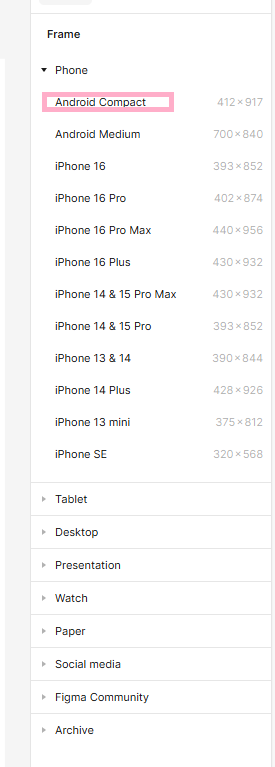 Frame
Phone
Android Compact 412×917
Android Medium 700×840
iPhone 16 393×852
iPhone 16 Pro 402×874
iPhone 16 Pro Max 440×956
iPhone 16 Plus 430×932
iPhone 14 & 15 Pro Max 430×932
iPhone 14 & 15 Pro 393×852
iPhone 13 & 14 390×844
iPhone 14 Plus 428×926
iPhone 13 mini 375×812
iPhone SE 320×568
Tablet
Desktop
Presentation
Watch
Paper
Social media
Figma Community
Archive